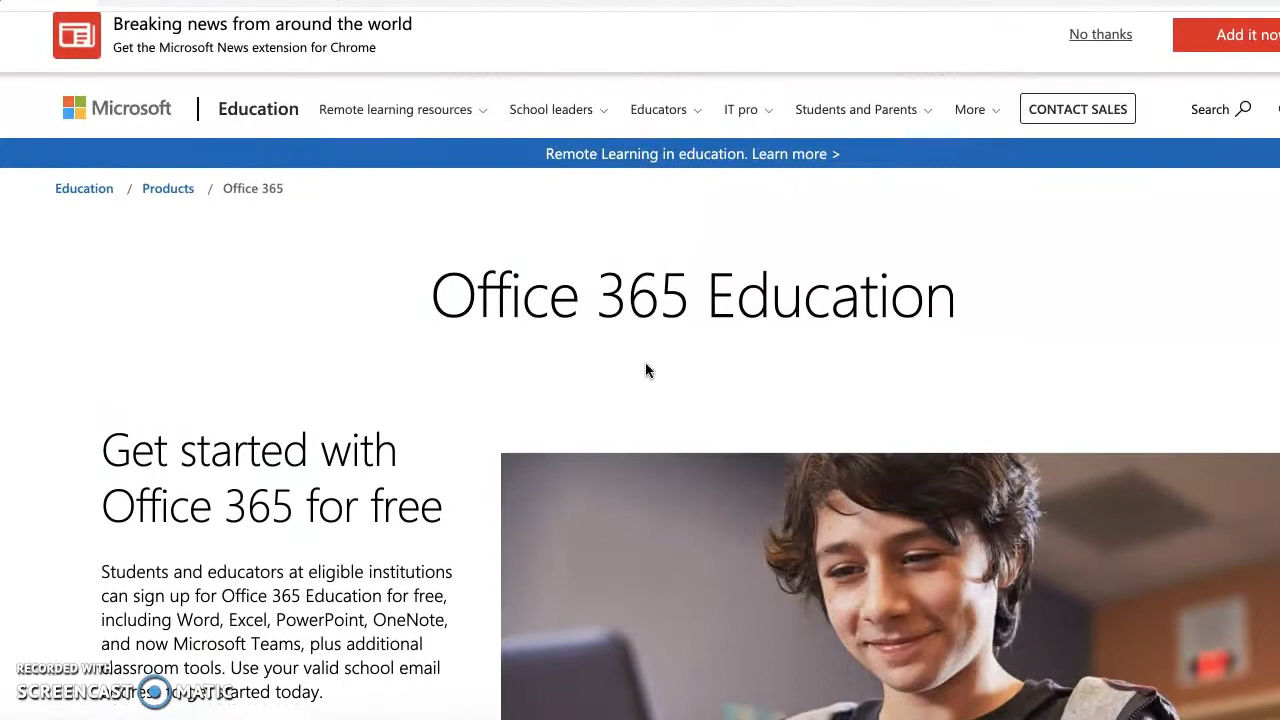 Breaking news from around the world
Get the Microsoft News extension for Chrome
No thanks
Add it now
Microsoft
Education
Remote learning resources
School leaders
Educators
IT pro
Students and Parents
More
CONTACT SALES
Search
Remote Learning in education. Learn more >
Education / Products / Office 365
Office 365 Education
Get started with
Office 365 for free
Students and educators at eligible institutions
can sign up for Office 365 Education for free,
including Word, Excel, PowerPoint, OneNote,
and now Microsoft Teams, plus additional
classroom tools. Use your valid school email
started today.
RECORDED WITH
SCREENCAST MATIC